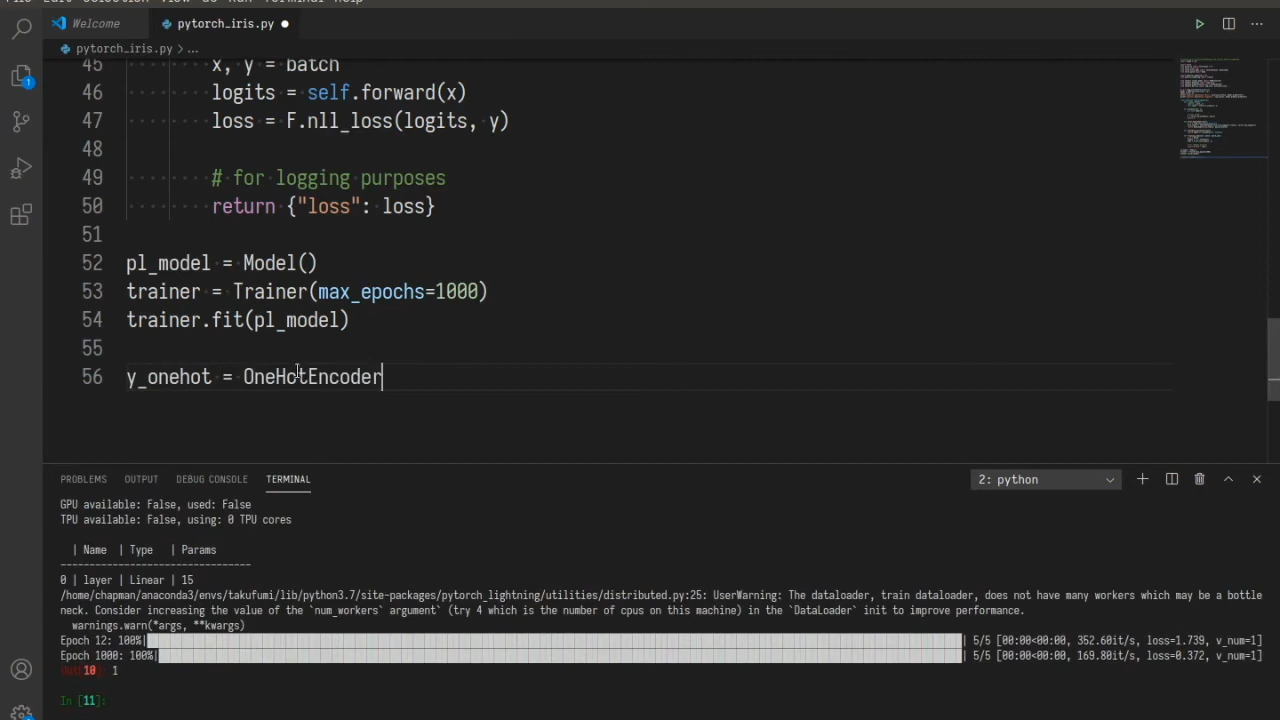 Welcome
pytorch_iris.py
pytorch_iris.py > ...
45 x, y = batch
46 logits = self.forward(x)
47 loss = F.nll_loss(logits, y)
48
49 # for logging purposes
50 return {"loss": loss}
51
52 pl_model = Model()
53 trainer = Trainer(max_epochs=1000)
54 trainer.fit(pl_model)
55
56 y_onehot = OneHotEncoder
PROBLEMS OUTPUT DEBUG CONSOLE TERMINAL 2: python
GPU available: False, used: False
TPU available: False, using: 0 TPU cores
| Name | Type | Params
--------------------------------
0 | layer | Linear | 15
/home/chapman/anaconda3/envs/takufumi/lib/python3.7/site-packages/pytorch_lightning/utilities/distributed.py:25: UserWarning: The dataloader, train dataloader, does not have many workers which may be a bottle
neck. Consider increasing the value of the `num_workers` argument` (try 4 which is the number of cpus on this machine) in the `DataLoader` init to improve performance.
warnings.warn(*args, **kwargs)
Epoch 12: 100%| | 5/5 [00:00<00:00, 352.60it/s, loss=1.739, v_num=1]
Epoch 1000: 100%| | 5/5 [00:00<00:00, 169.80it/s, loss=0.372, v_num=1]
Out[10]: 1
In [11]: